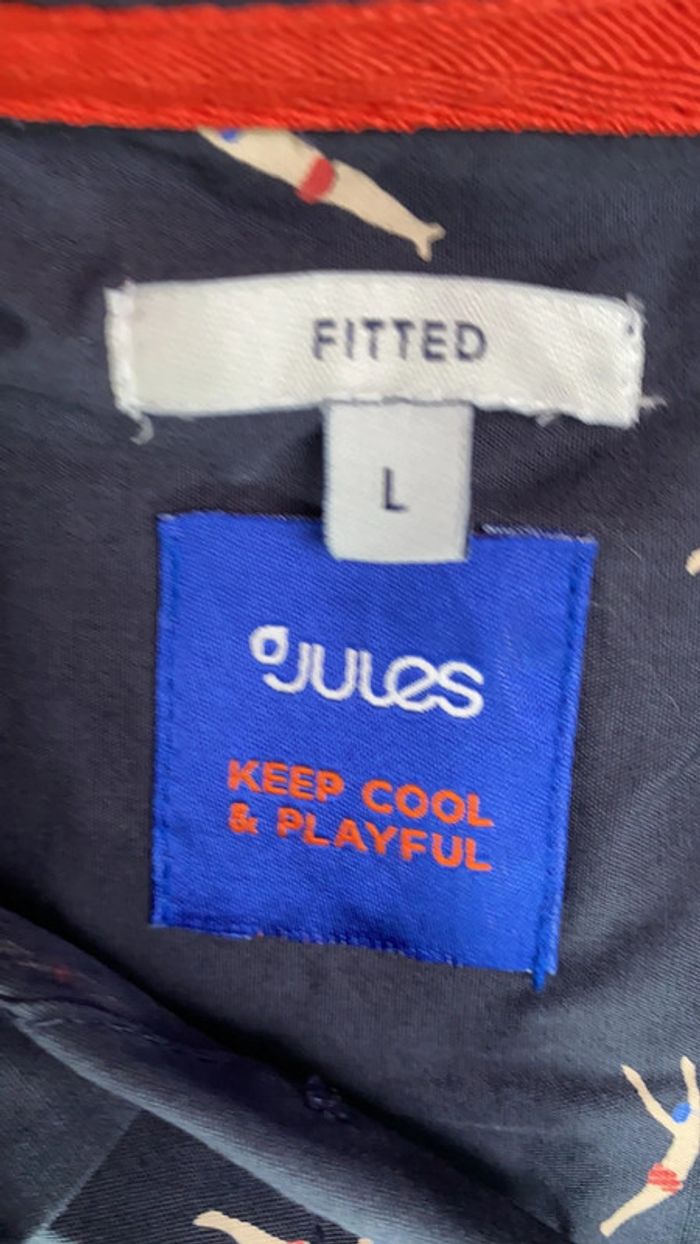 FITTED
L
JULES
KEEP COOL
& PLAYFUL